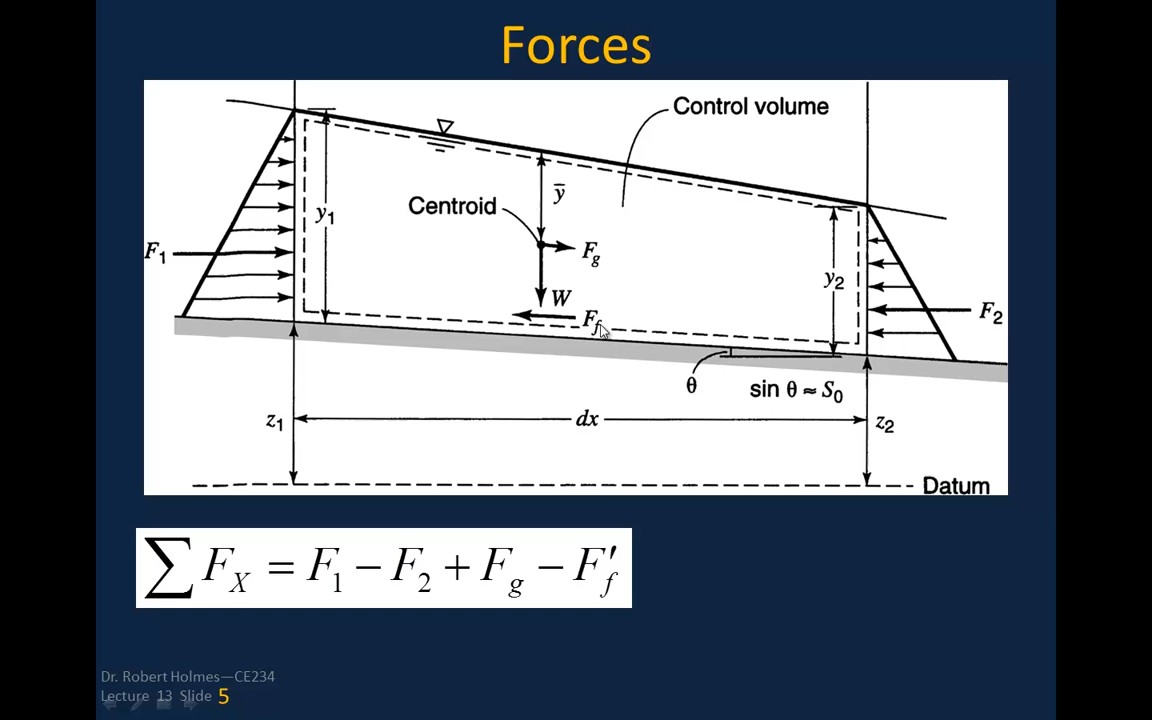 Forces
Control volume
ȳ
Centroid
y₁
F₁
F_g
W
y₂
F_f
F₂
θ
sin θ ≈ S₀
z₁
dx
z₂
Datum
∑ F_X = F₁ − F₂ + F_g − F′_f
Dr. Robert Holmes—CE234
Lecture 13 Slide 5